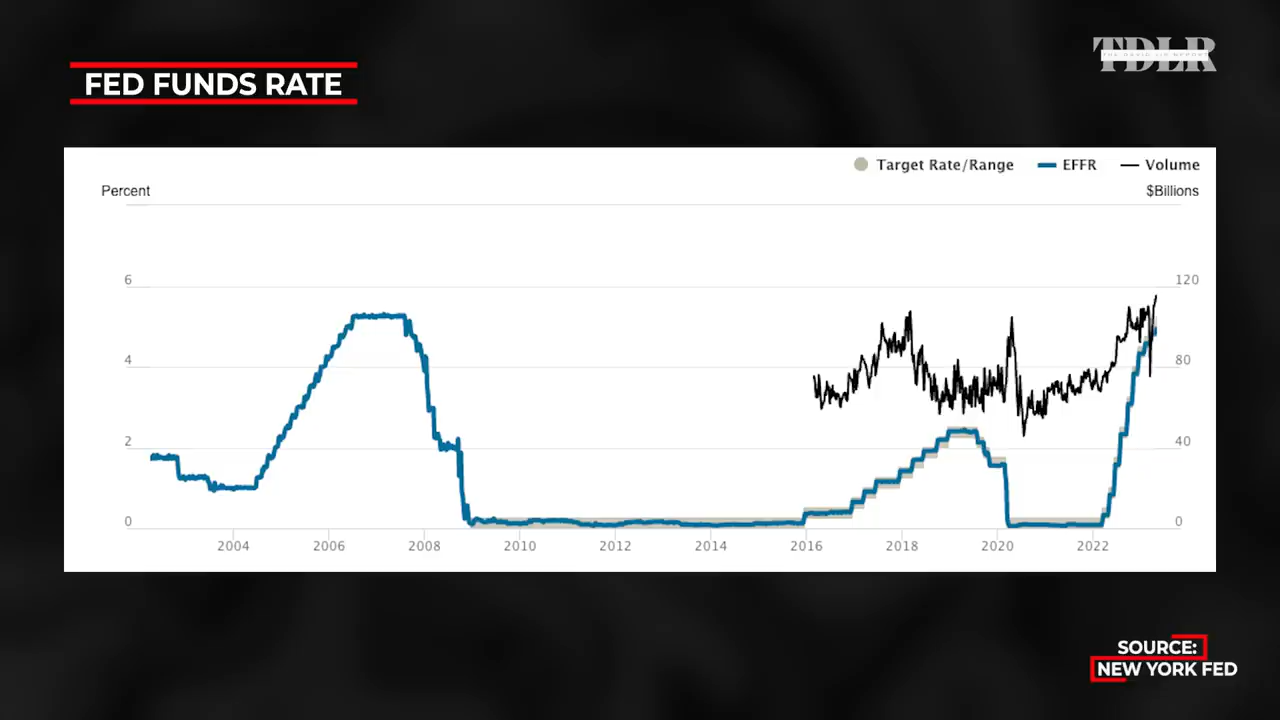 TDLR
FED FUNDS RATE
Target Rate/Range EFFR Volume
Percent $Billions
6 120
4 80
2 40
0 0
2004 2006 2008 2010 2012 2014 2016 2018 2020 2022
SOURCE:
NEW YORK FED